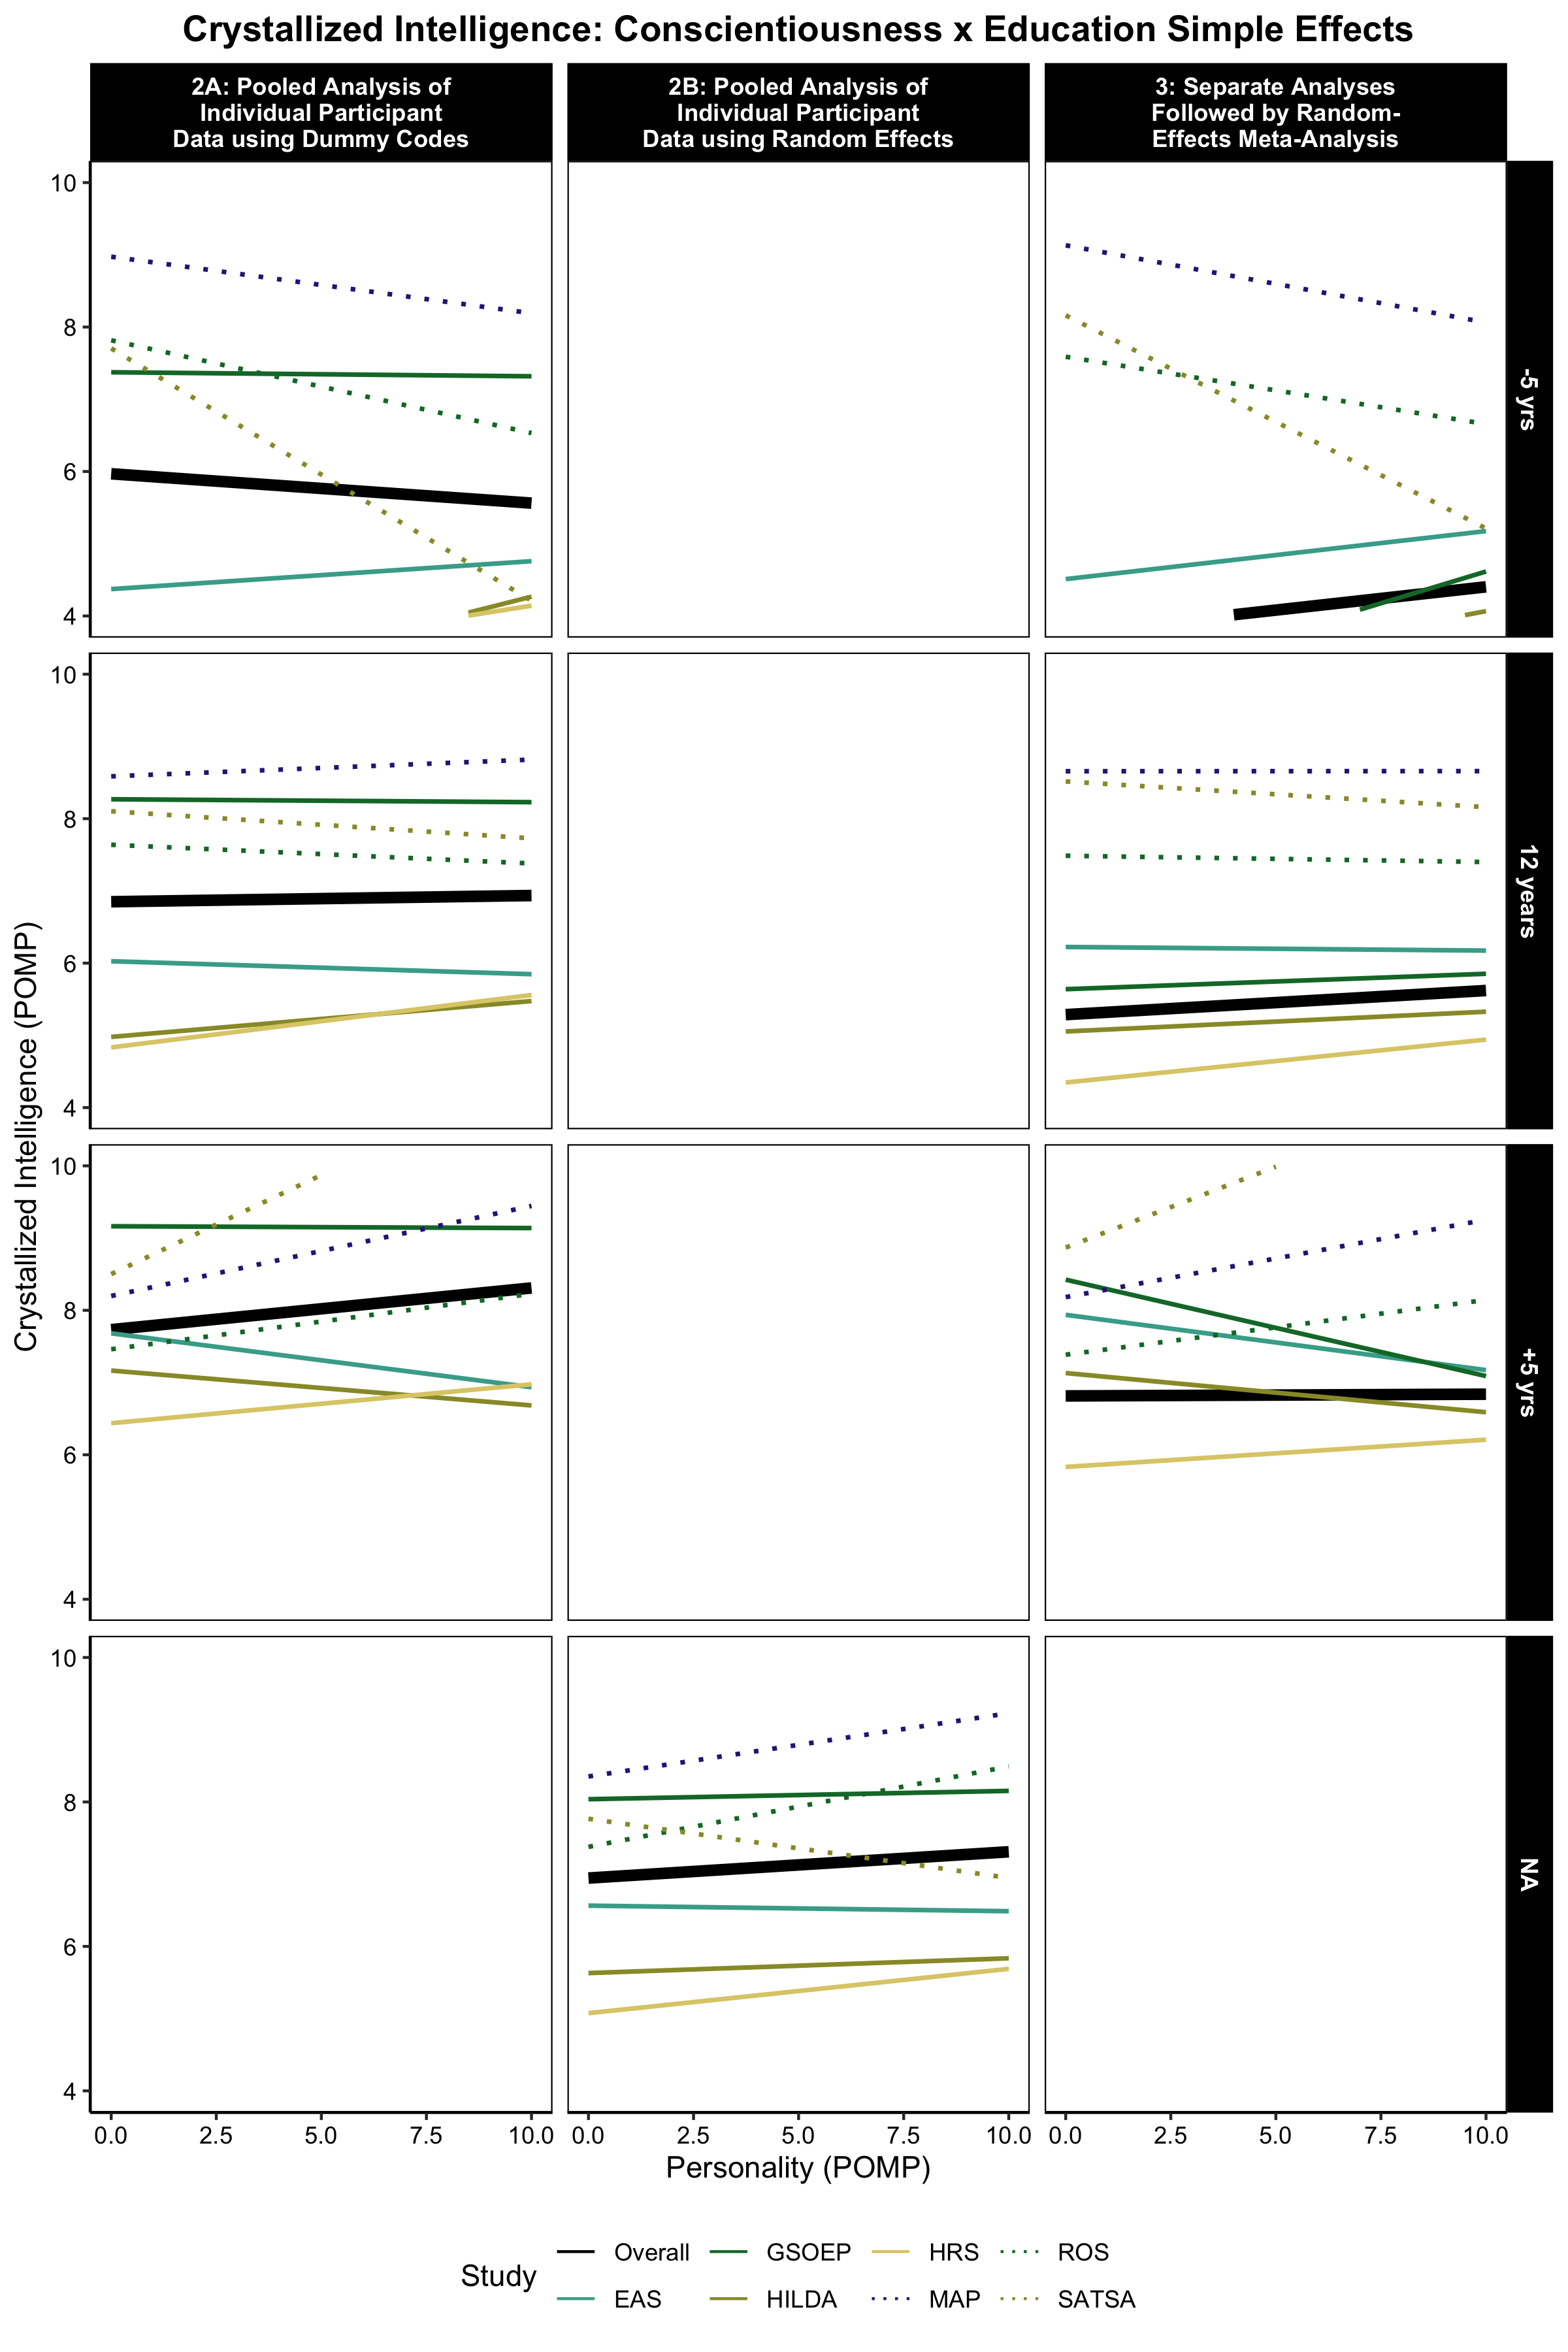 Crystallized Intelligence: Conscientiousness x Education Simple Effects
2A: Pooled Analysis of
Individual Participant
Data using Dummy Codes
2B: Pooled Analysis of
Individual Participant
Data using Random Effects
3: Separate Analyses
Followed by Random-
Effects Meta-Analysis
10
8
6
4
-5 yrs
10
8
6
4
12 years
10
8
6
4
+5 yrs
10
8
6
4
NA
Crystallized Intelligence (POMP)
0.0 2.5 5.0 7.5 10.0
0.0 2.5 5.0 7.5 10.0
0.0 2.5 5.0 7.5 10.0
Personality (POMP)
Study
Overall GSOEP HRS ROS
EAS HILDA MAP SATSA